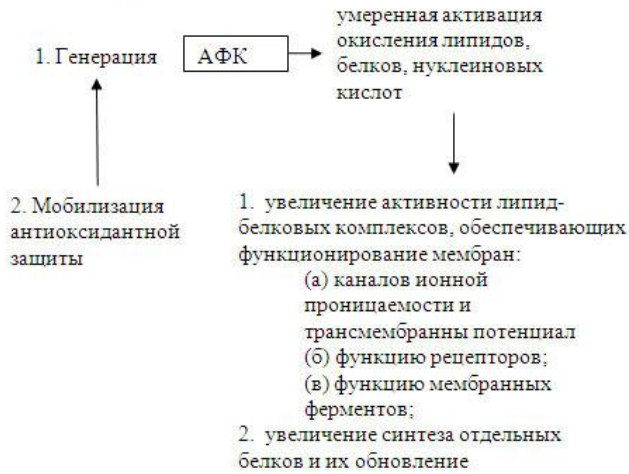 1. Генерация
АФК
умеренная активация
окисления липидов,
белков, нуклеиновых
кислот
2. Мобилизация
антиоксидантной
защиты
1. увеличение активности липид-
белковых комплексов, обеспечивающих
функционирование мембран:
(а) каналов ионной
проницаемости и
трансмембранны потенциал
(б) функцию рецепторов;
(в) функцию мембранных
ферментов;
2. увеличение синтеза отдельных
белков и их обновление